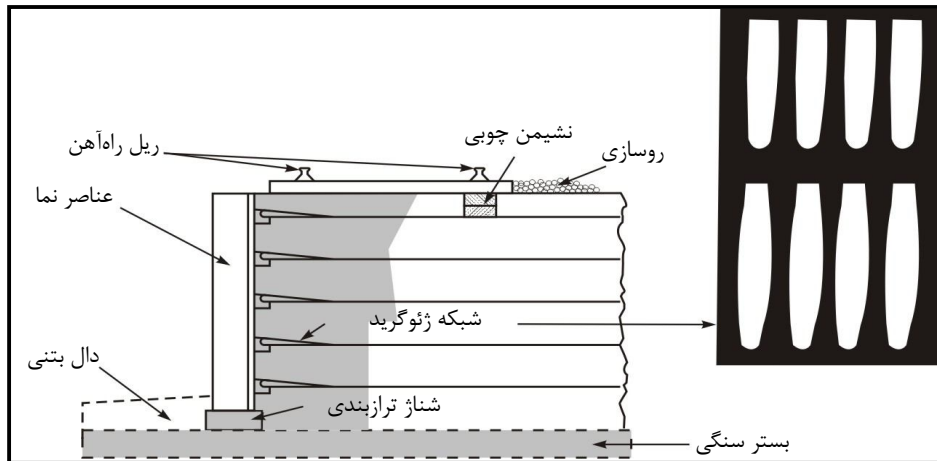 نشیمن چوبی
روسازی
ریل راه‌آهن
عناصر نما
شبکه ژئوگرید
دال بتنی
شناژ ترازبندی
بستر سنگی